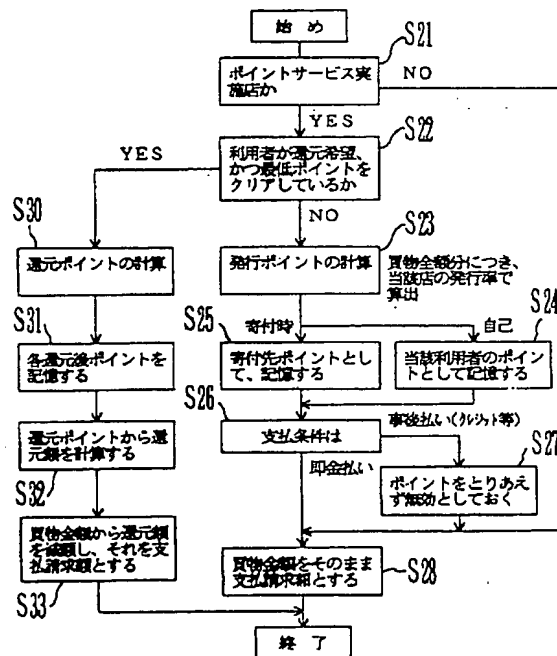 始め
S21
ポイントサービス実
施店か
NO
YES
S22
YES
利用者が還元希望、
かつ最低ポイントを
クリアしているか
NO
S30
還元ポイントの計算
S23
発行ポイントの計算
買物金額分につき、
当該店の発行率で
算出
S31
各還元後ポイントを
記憶する
S25
寄付時
自己
S24
寄付先ポイントとし
て、記憶する
当該利用者のポイン
トとして記憶する
S26
還元ポイントから還
元額を計算する
S32
支払条件は
事後払い(クレジット等)
S27
即金払い
ポイントをとりあえ
ず無効としておく
買物金額から還元額
を減額し、それを支
払請求額とする
S33
買物金額をそのまま
支払請求額とする
S28
終了